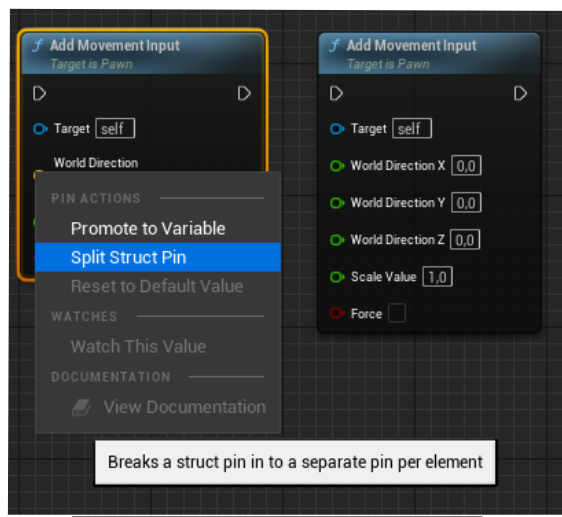 f Add Movement Input
Target is Pawn
Target self
World Direction
PIN ACTIONS
Promote to Variable
Split Struct Pin
Reset to Default Value
WATCHES
Watch This Value
DOCUMENTATION
View Documentation
f Add Movement Input
Target is Pawn
Target self
World Direction X 0,0
World Direction Y 0,0
World Direction Z 0,0
Scale Value 1,0
Force
Breaks a struct pin in to a separate pin per element